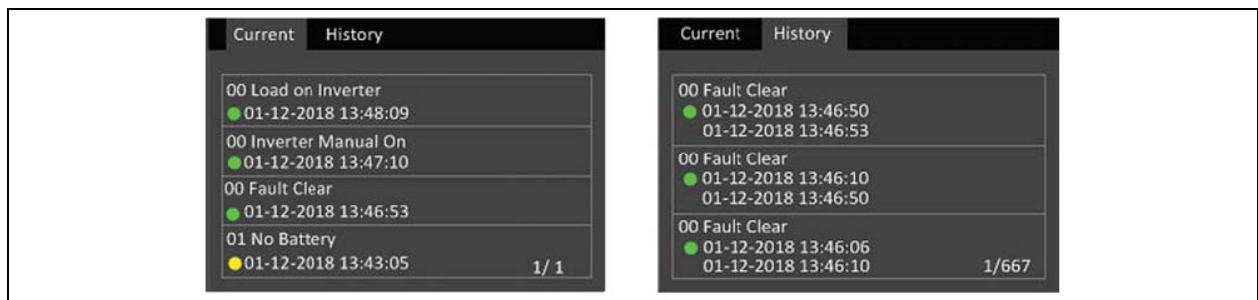 Current History
00 Load on Inverter
01-12-2018 13:48:09
00 Inverter Manual On
01-12-2018 13:47:10
00 Fault Clear
01-12-2018 13:46:53
01 No Battery
01-12-2018 13:43:05 1/ 1
Current History
00 Fault Clear
01-12-2018 13:46:50
01-12-2018 13:46:53
00 Fault Clear
01-12-2018 13:46:10
01-12-2018 13:46:50
00 Fault Clear
01-12-2018 13:46:06
01-12-2018 13:46:10 1/667